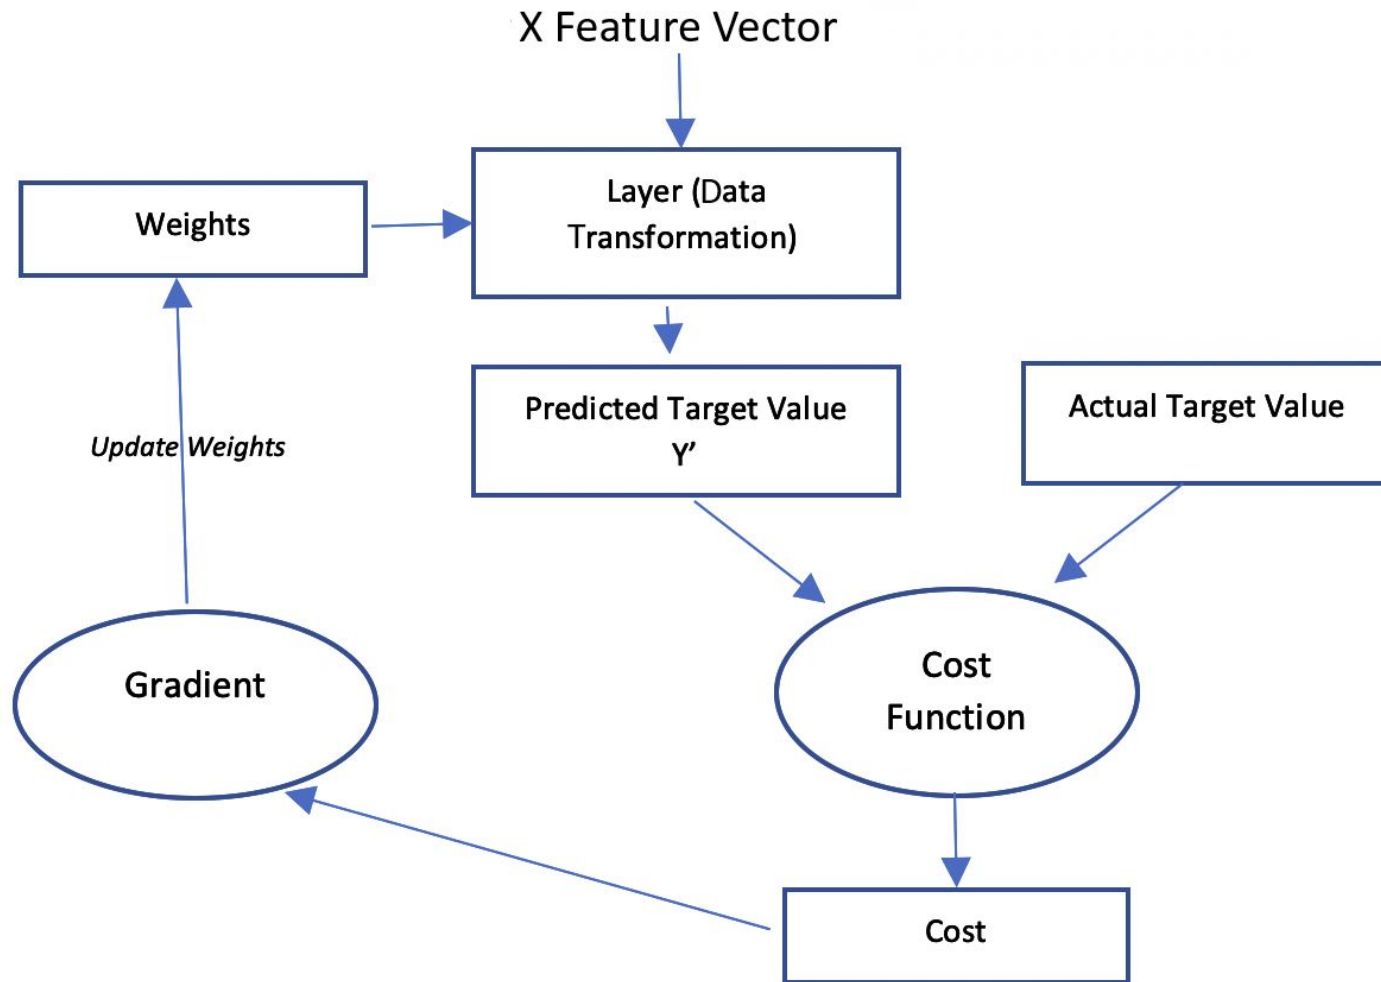 X Feature Vector
Weights
Layer (Data
Transformation)
Predicted Target Value
Y’
Actual Target Value
Update Weights
Gradient
Cost
Function
Cost